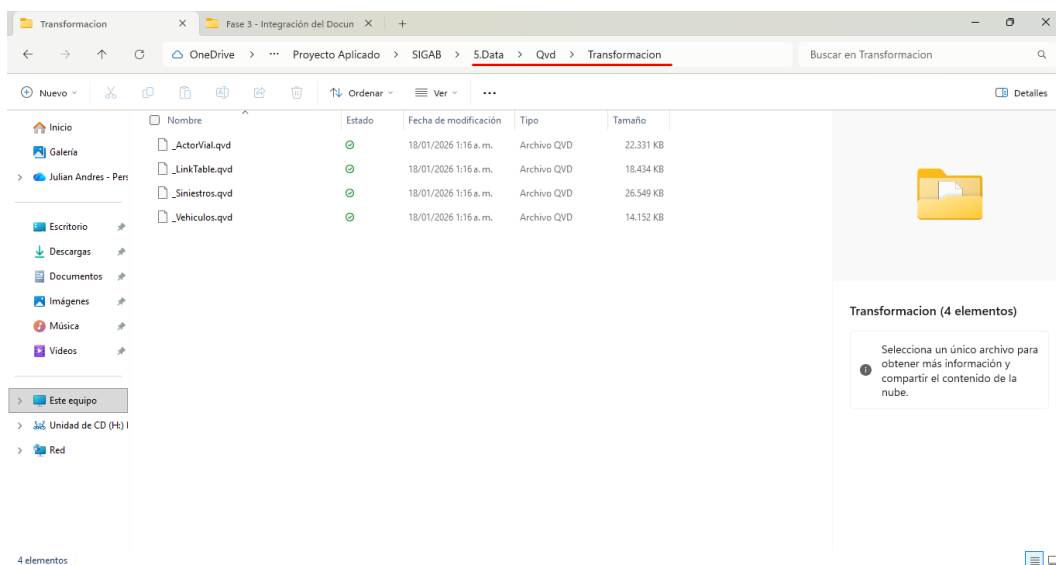 Transformacion
Fase 3 - Integración del Docun
OneDrive > ... Proyecto Aplicado > SIGAB > 5.Data > Qvd > Transformacion
Buscar en Transformacion
Nuevo
Ordenar
Ver
...
Detalles
Inicio
Galería
Julian Andres - Pers
Escritorio
Descargas
Documentos
Imágenes
Música
Videos
Este equipo
Unidad de CD (H:) I
Red
Nombre Estado Fecha de modificación Tipo Tamaño
_ActorVial.qvd 18/01/2026 1:16 a. m. Archivo QVD 22.331 KB
_LinkTable.qvd 18/01/2026 1:16 a. m. Archivo QVD 18.434 KB
_Siniestros.qvd 18/01/2026 1:16 a. m. Archivo QVD 26.549 KB
_Vehiculos.qvd 18/01/2026 1:16 a. m. Archivo QVD 14.152 KB
Transformacion (4 elementos)
Selecciona un único archivo para
obtener más información y
compartir el contenido de la
nube.
4 elementos